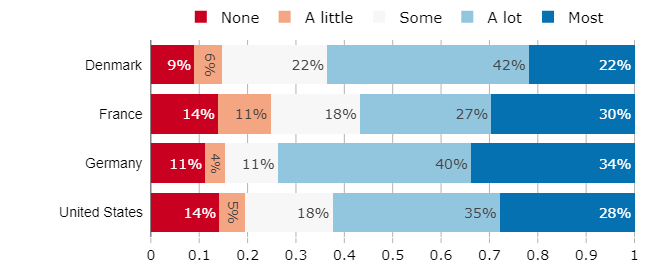 None A little Some A lot Most
Denmark 9% 6% 22% 42% 22%
France 14% 11% 18% 27% 30%
Germany 11% 4% 11% 40% 34%
United States 14% 5% 18% 35% 28%
0 0.1 0.2 0.3 0.4 0.5 0.6 0.7 0.8 0.9 1